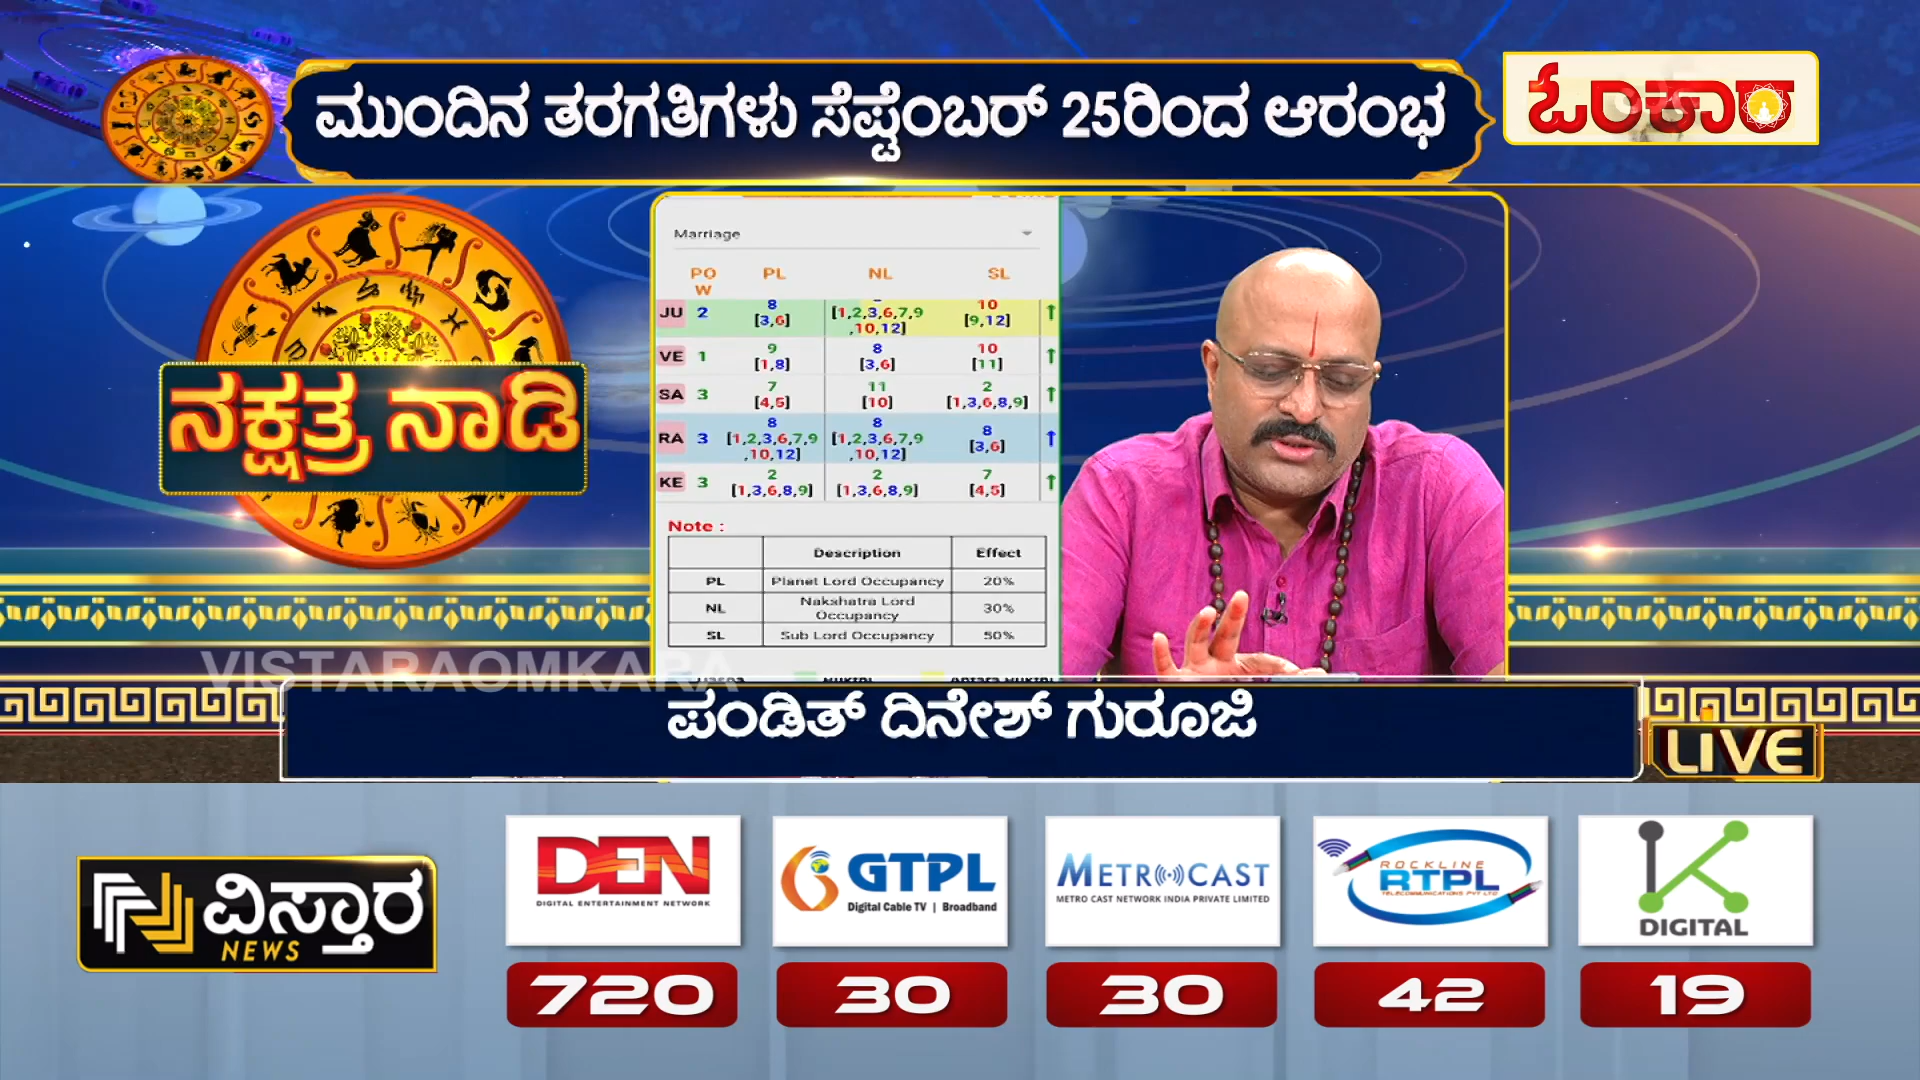 ಮುಂದಿನ ತರಗತಿಗಳು ಸೆಪ್ಟೆಂಬರ್ 25ರಿಂದ ಆರಂಭ
ಓಂಕಾರ
ನಕ್ಷತ್ರ ನಾಡಿ
Marriage
PO W PL NL SL
JU 2 8 [3,6] [1,2,3,6,7,9,10,12] 10 [9,12] ↑
VE 1 9 [1,8] 8 [3,6] 10 [11] ↑
SA 3 7 [4,5] 11 [10] 2 [1,3,6,8,9] ↑
RA 3 8 [1,2,3,6,7,9,10,12] 8 [1,2,3,6,7,9,10,12] 8 [3,6] ↑
KE 3 2 [1,3,6,8,9] 2 [1,3,6,8,9] 7 [4,5] ↑
Note :
Description Effect
PL Planet Lord Occupancy 20%
NL Nakshatra Lord Occupancy 30%
SL Sub Lord Occupancy 50%
VISTARAOMKARA
ಪಂಡಿತ್ ದಿನೇಶ್ ಗುರೂಜಿ
LIVE
ವಿಸ್ತಾರ
NEWS
DEN
DIGITAL ENTERTAINMENT NETWORK
720
GTPL
Digital Cable TV | Broadband
30
METROCAST
METRO CAST NETWORK INDIA PRIVATE LIMITED
30
ROCKLINE
RTPL
TELECOMMUNICATIONS PVT LTD
42
K
DIGITAL
19